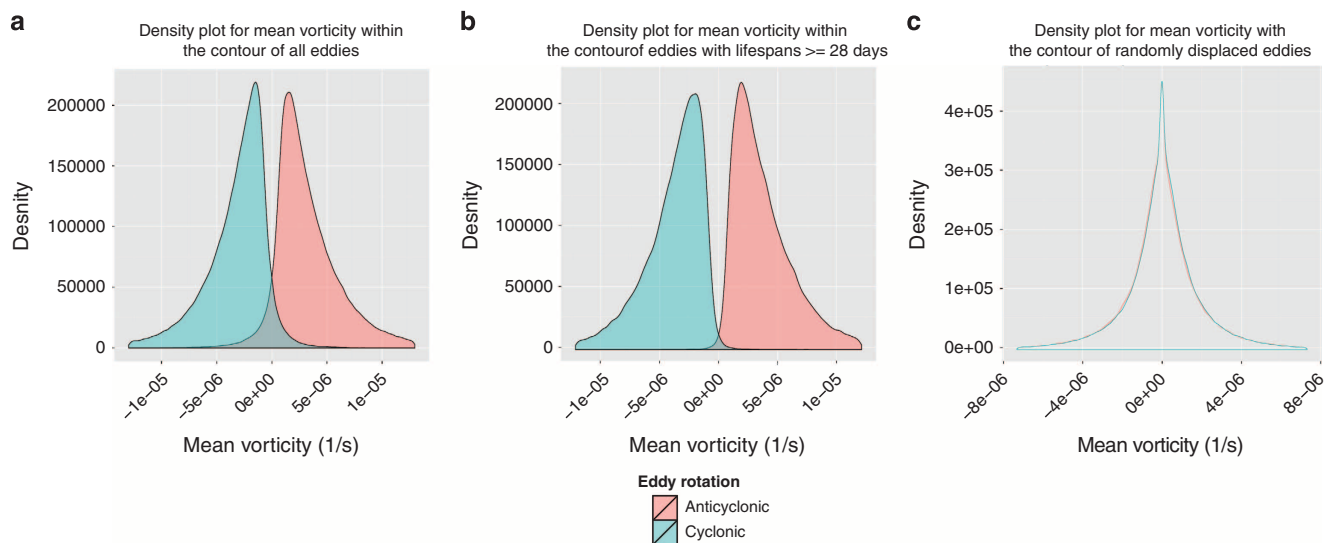 a
Density plot for mean vorticity within
the contour of all eddies
200000
150000
100000
50000
0
Desnity
−1e−05
−5e−06
0e+00
5e−06
1e−05
Mean vorticity (1/s)
b
Density plot for mean vorticity within
the contourof eddies with lifespans >= 28 days
200000
150000
100000
50000
0
Desnity
−1e−05
−5e−06
0e+00
5e−06
1e−05
Mean vorticity (1/s)
c
Density plot for mean vorticity with
the contour of randomly displaced eddies
4e+05
3e+05
2e+05
1e+05
0e+00
Desnity
−8e−06
−4e−06
0e+00
4e−06
8e−06
Mean vorticity (1/s)
Eddy rotation
Anticyclonic
Cyclonic